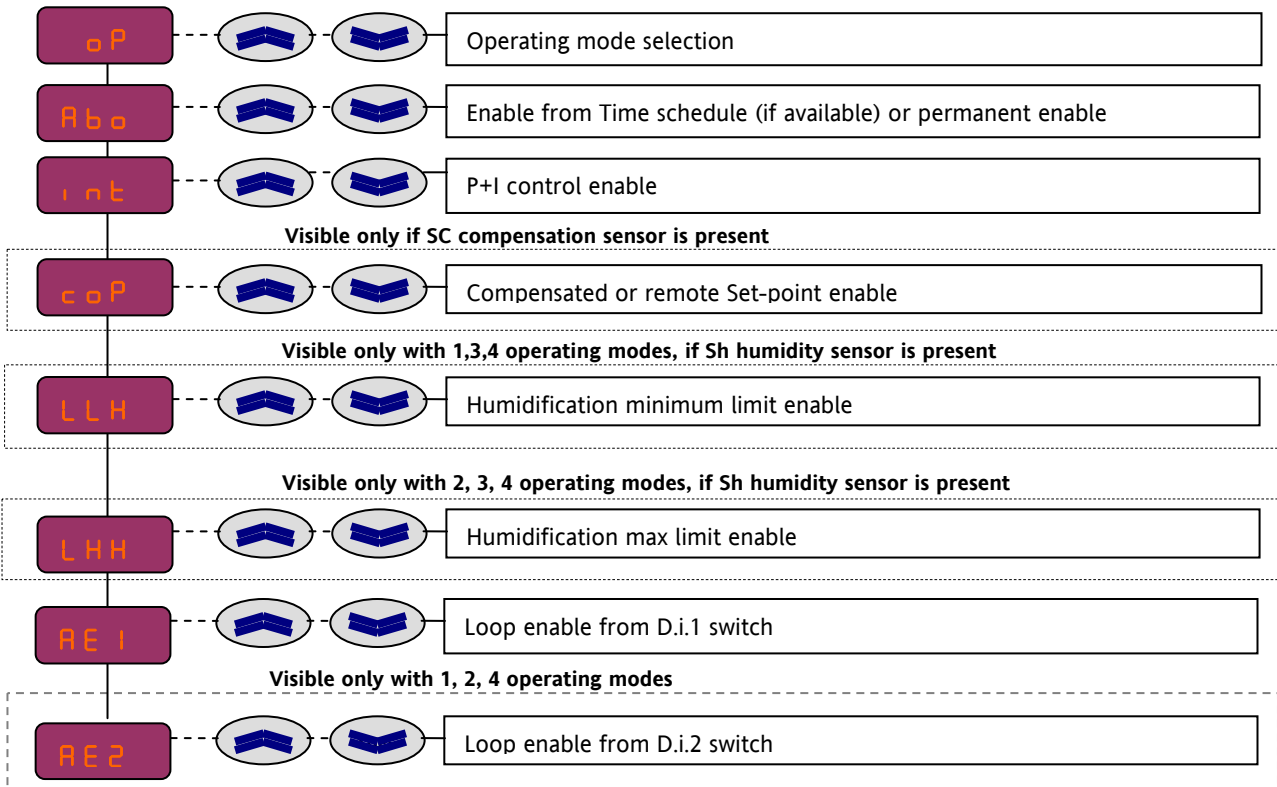 oP Operating mode selection
Abo Enable from Time schedule (if available) or permanent enable
int P+I control enable
Visible only if SC compensation sensor is present
coP Compensated or remote Set-point enable
Visible only with 1,3,4 operating modes, if Sh humidity sensor is present
LLH Humidification minimum limit enable
Visible only with 2, 3, 4 operating modes, if Sh humidity sensor is present
LHH Humidification max limit enable
AE1 Loop enable from D.i.1 switch
Visible only with 1, 2, 4 operating modes
AE2 Loop enable from D.i.2 switch